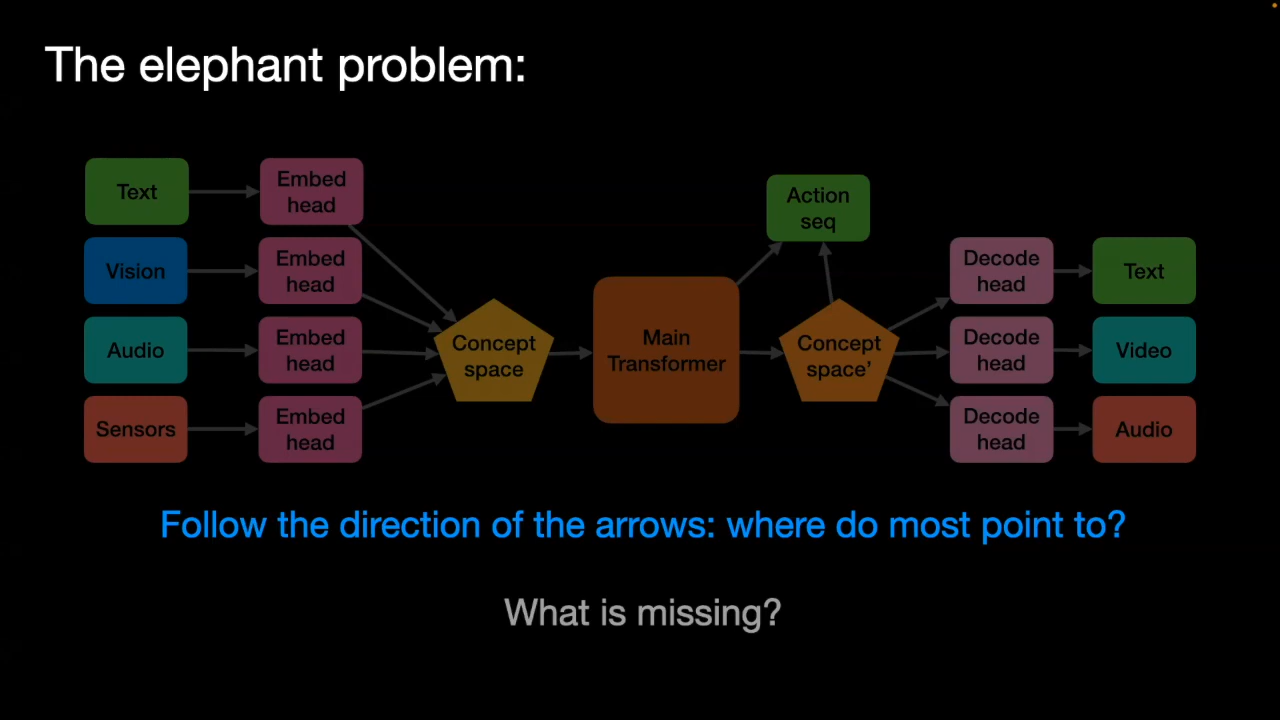 The elephant problem:
Text
Embed
head
Vision
Embed
head
Audio
Embed
head
Sensors
Embed
head
Concept
space
Main
Transformer
Action
seq
Concept
space’
Decode
head
Text
Decode
head
Video
Decode
head
Audio
Follow the direction of the arrows: where do most point to?
What is missing?